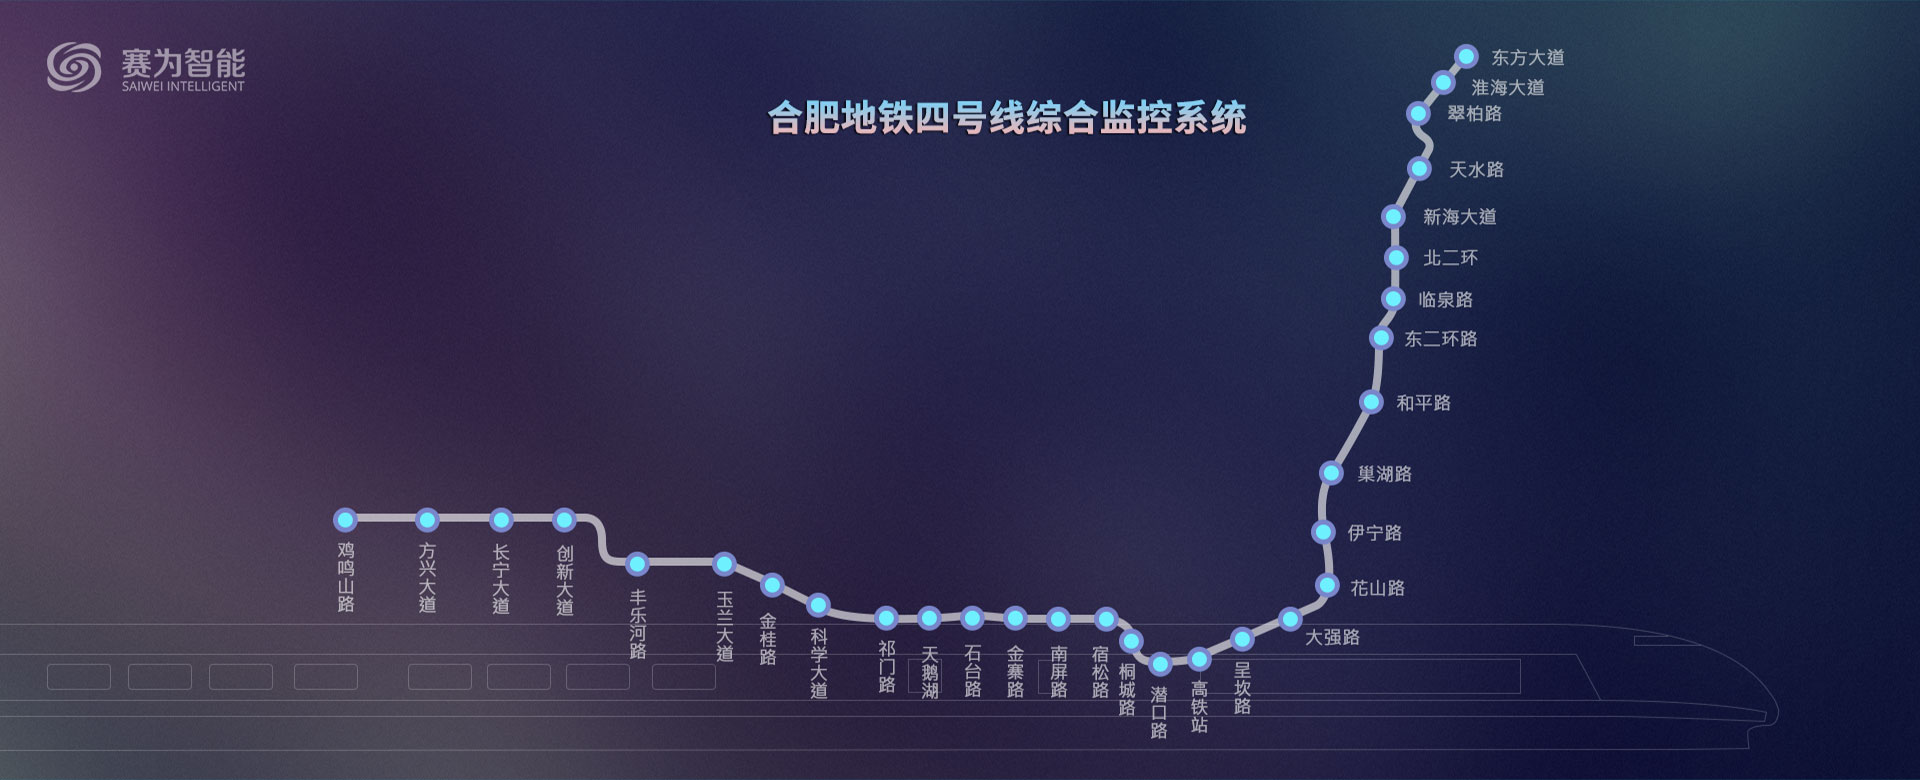 赛为智能
SAIWEI INTELLIGENT
合肥地铁四号线综合监控系统
东方大道
淮海大道
翠柏路
天水路
新海大道
北二环
临泉路
东二环路
和平路
巢湖路
伊宁路
花山路
大强路
鸡鸣山路
方兴大道
长宁大道
创新大道
丰乐河路
玉兰大道
金桂路
科学大道
祁门路
天鹅湖
石台路
金寨路
南屏路
宿松路
桐城路
潜口路
高铁站
呈坎路